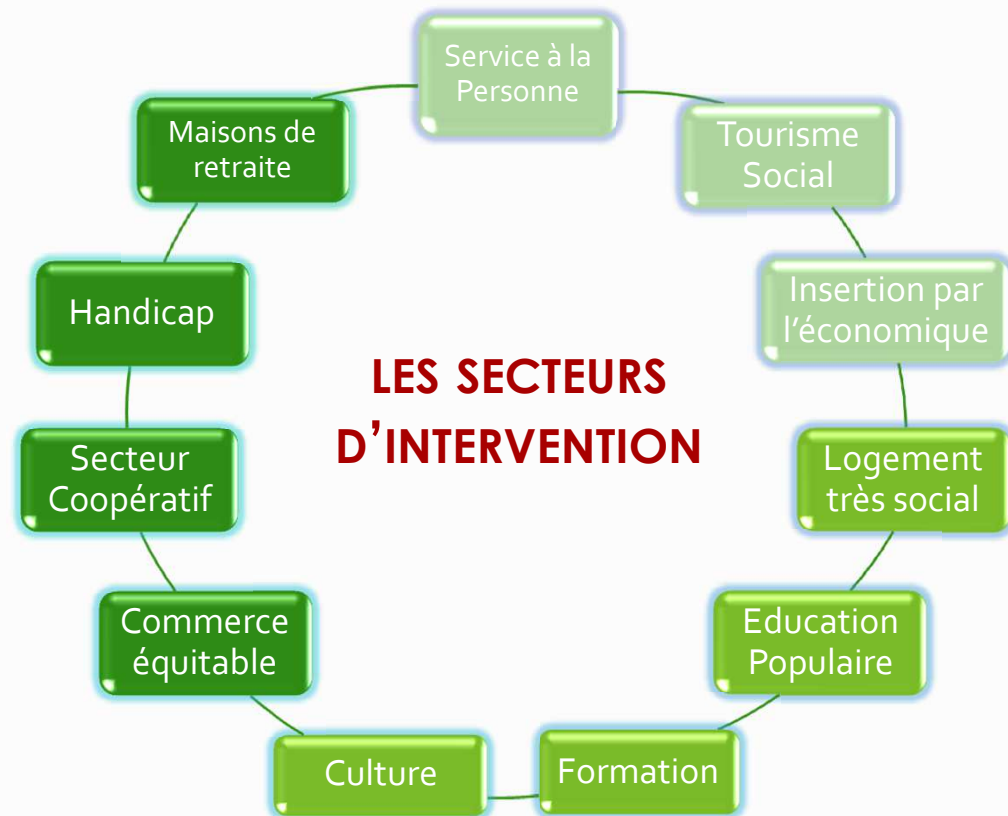 Service à la
Personne
Tourisme
Social
Insertion par
l'économique
Logement
très social
Education
Populaire
Formation
Culture
Commerce
équitable
Secteur
Coopératif
Handicap
Maisons de
retraite
LES SECTEURS
D'INTERVENTION